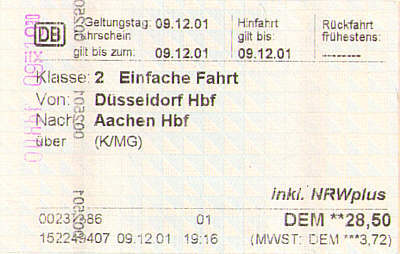 DB
Geltungstag: 09.12.01 Hinfahrt Rückfahrt
Fahrschein gilt bis: frühestens:
gilt bis zum: 09.12.01 09.12.01 --------
Klasse: 2 Einfache Fahrt
Von: Düsseldorf Hbf
Nach: Aachen Hbf
über (K/MG)
inkl. NRWplus
01 DEM **28,50
152249407 09.12.01 19:16 (MWST: DEM ***3,72)